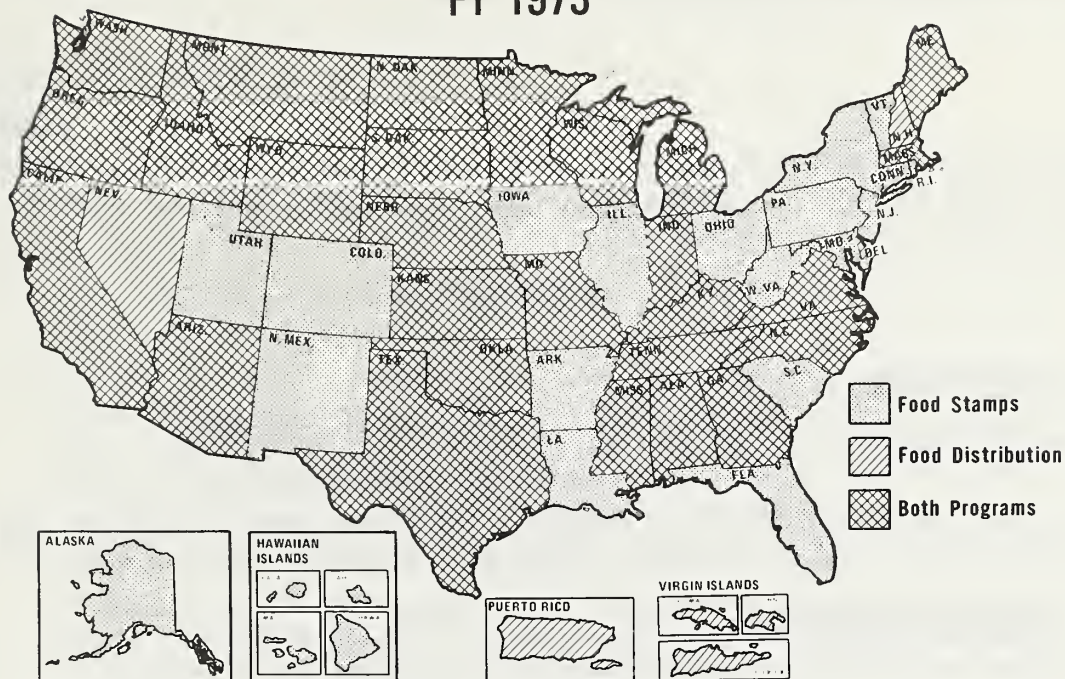 FY 1973
WASH.
MONT.
N. DAK
MINN.
ME.
OREG.
IDAHO
S. DAK
WIS.
MICH
VT.
N.H.
WYO
N.Y.
MASS
CONN.
R.I.
CALIF.
NEV.
NEBR
IOWA
ILL.
IND.
OHIO
PA.
N.J.
UTAH
COLO.
KANS.
MO.
KY.
W. VA.
MD.
DEL
VA.
ARIZ.
N. MEX.
TEX.
OKLA.
ARK
TENN.
N.C.
S.C.
MISS
ALA.
GA.
LA.
FLA.
Food Stamps
Food Distribution
Both Programs
ALASKA
HAWAIIAN
ISLANDS
PUERTO RICO
VIRGIN ISLANDS